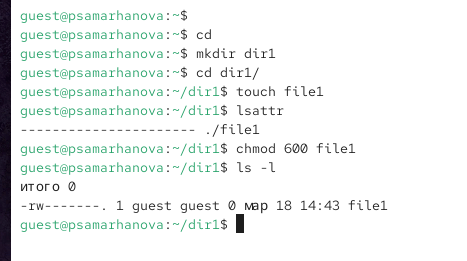 guest@psamarhanova:~$
guest@psamarhanova:~$ cd
guest@psamarhanova:~$ mkdir dir1
guest@psamarhanova:~$ cd dir1/
guest@psamarhanova:~/dir1$ touch file1
guest@psamarhanova:~/dir1$ lsattr
---------------------- ./file1
guest@psamarhanova:~/dir1$ chmod 600 file1
guest@psamarhanova:~/dir1$ ls -l
итого 0
-rw-------. 1 guest guest 0 мар 18 14:43 file1
guest@psamarhanova:~/dir1$